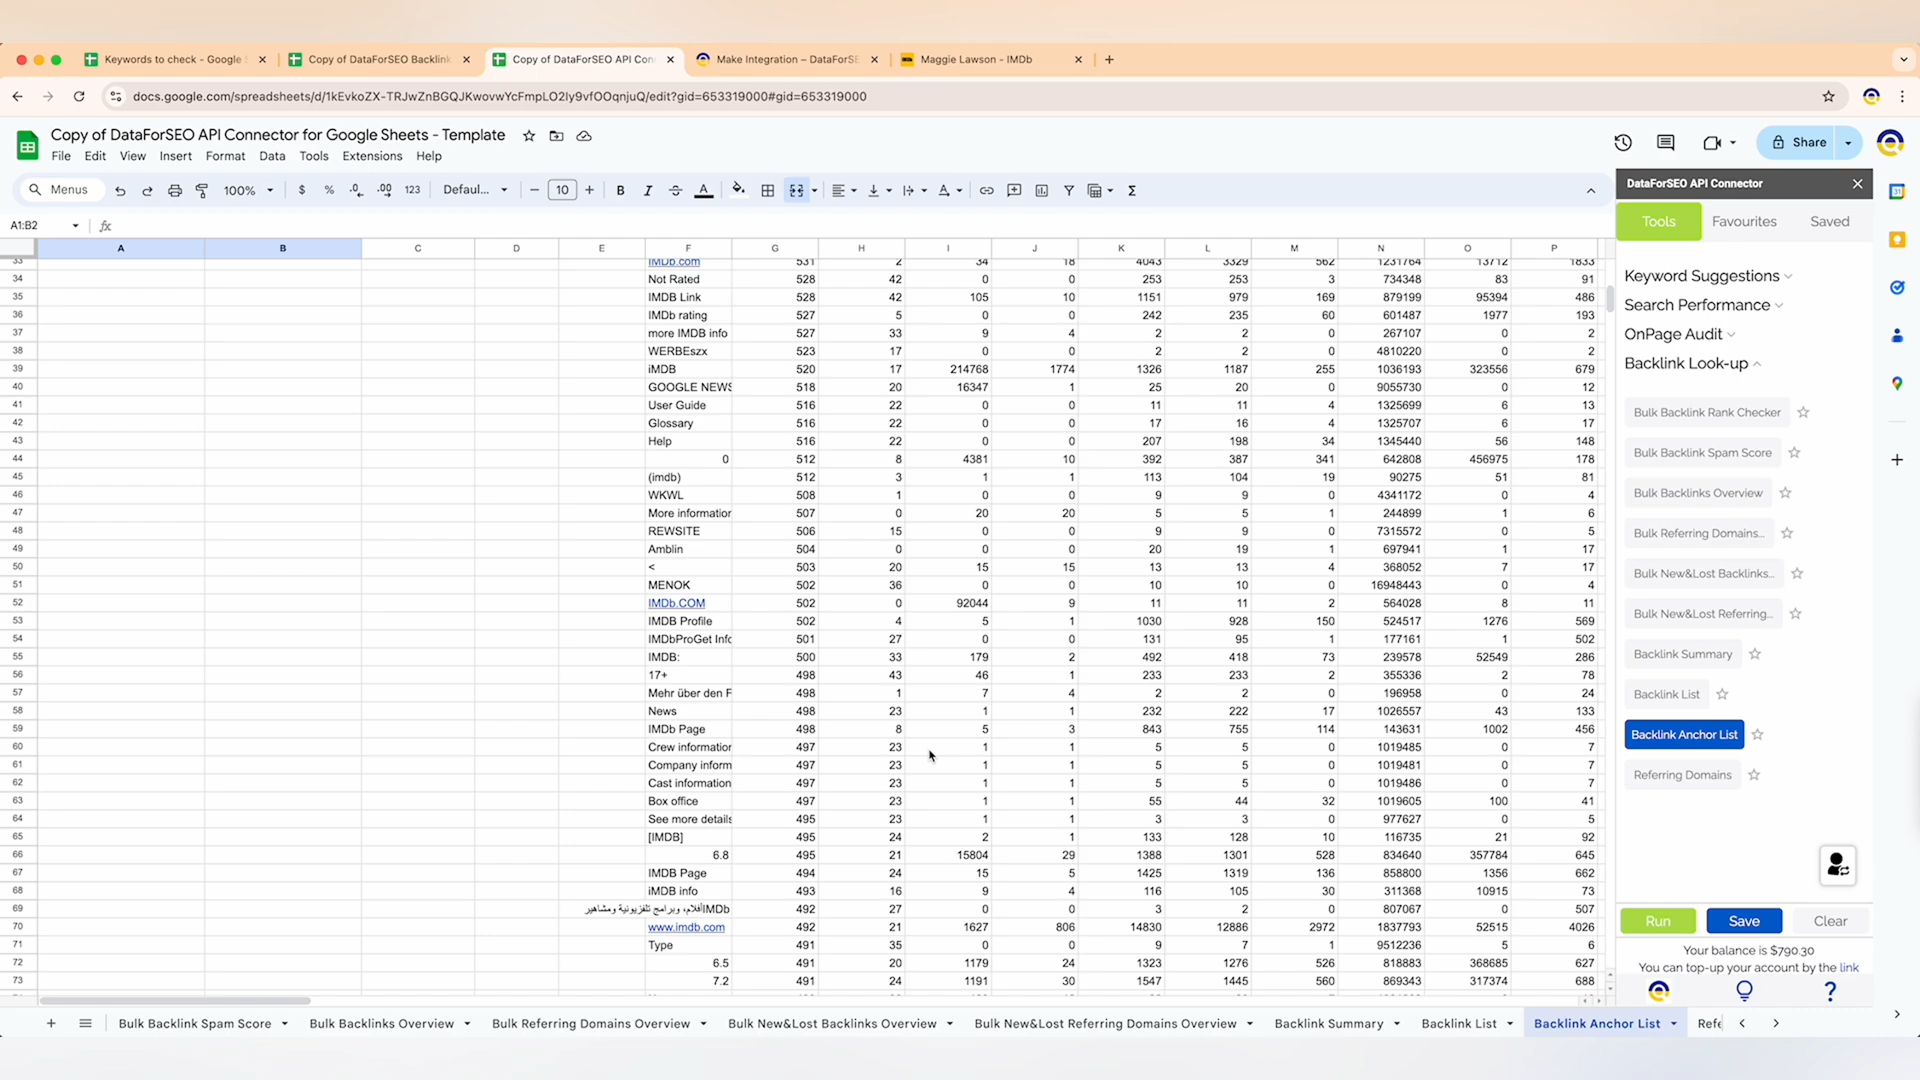 Keywords to check - Google
Copy of DataForSEO Backlink
Copy of DataForSEO API Con
Make Integration – DataForSE
Maggie Lawson - IMDb
docs.google.com/spreadsheets/d/1kEvkoZX-TRJwZnBGQJKwovwYcFmpLO2Iy9vfOOqnjuQ/edit?gid=653319000#gid=653319000
Copy of DataForSEO API Connector for Google Sheets - Template
File Edit View Insert Format Data Tools Extensions Help
Share
Menus 100% $ % .0 .00 123 Defaul... 10 B I A Σ
A1:B2 fx
A B C D E F G H I J K L M N O P
33 IMDb.com 531 2 34 18 4043 3329 562 1231764 13712 1833
34 Not Rated 528 42 0 0 253 253 3 734348 83 91
35 IMDB Link 528 42 105 10 1151 979 169 879199 95394 486
36 IMDb rating 527 5 0 0 242 235 60 601487 1977 193
37 more IMDB info 527 33 9 4 2 2 0 267107 0 2
38 WERBEszx 523 17 0 0 2 2 0 4810220 0 2
39 iMDB 520 17 214768 1774 1326 1187 255 1036193 323556 679
40 GOOGLE NEWS 518 20 16347 1 25 20 0 9055730 0 12
41 User Guide 516 22 0 0 11 11 4 1325699 6 13
42 Glossary 516 22 0 0 17 16 4 1325707 6 17
43 Help 516 22 0 0 207 198 34 1345440 56 148
44 0 512 8 4381 10 392 387 341 642808 456975 178
45 (imdb) 512 3 1 1 113 104 19 90275 51 81
46 WKWL 508 1 0 0 9 9 0 4341172 0 4
47 More information 507 0 20 20 5 5 1 244899 1 6
48 REWSITE 506 15 0 0 9 9 0 7315572 0 5
49 Amblin 504 0 0 0 20 19 1 697941 1 17
50 < 503 20 15 15 13 13 4 368052 7 17
51 MENOK 502 36 0 0 10 10 0 16948443 0 4
52 IMDb.COM 502 0 92044 9 11 11 2 564028 8 11
53 IMDB Profile 502 4 5 1 1030 928 150 524517 1276 569
54 IMDbProGet Info 501 27 0 0 131 95 1 177161 1 502
55 IMDB: 500 33 179 2 492 418 73 239578 52549 286
56 17+ 498 43 46 1 233 233 2 355336 2 78
57 Mehr über den F 498 1 7 4 2 2 0 196958 0 24
58 News 498 23 1 1 232 222 17 1026557 43 133
59 IMDb Page 498 8 5 3 843 755 114 143631 1002 456
60 Crew information 497 23 1 1 5 5 0 1019485 0 7
61 Company inform 497 23 1 1 5 5 0 1019481 0 7
62 Cast information 497 23 1 1 5 5 0 1019486 0 7
63 Box office 497 23 1 1 55 44 32 1019605 100 41
64 See more details 495 23 1 1 3 3 0 977627 0 5
65 [IMDB] 495 24 2 1 133 128 10 116735 21 92
66 6.8 495 21 15804 29 1388 1301 528 834640 357784 645
67 IMDB Page 494 24 15 5 1425 1319 136 858800 1356 662
68 iMDB info 493 16 9 4 116 105 30 311368 10915 73
69 IMDbأفلام، وبرامج تلفزيونية ومشاهير 492 27 0 0 3 2 0 807067 0 507
70 www.imdb.com 492 21 1627 806 14830 12886 2972 1837793 52515 4026
71 Type 491 35 0 0 9 7 1 9512236 5 6
72 6.5 491 20 1179 24 1323 1276 526 818883 368685 627
73 7.2 491 24 1191 30 1547 1445 560 869343 317374 688
DataForSEO API Connector
Tools Favourites Saved
Keyword Suggestions
Search Performance
OnPage Audit
Backlink Look-up
Bulk Backlink Rank Checker
Bulk Backlink Spam Score
Bulk Backlinks Overview
Bulk Referring Domains...
Bulk New&Lost Backlinks...
Bulk New&Lost Referring...
Backlink Summary
Backlink List
Backlink Anchor List
Referring Domains
Run Save Clear
Your balance is $790.30
You can top-up your account by the link
?
Bulk Backlink Spam Score Bulk Backlinks Overview Bulk Referring Domains Overview Bulk New&Lost Backlinks Overview Bulk New&Lost Referring Domains Overview Backlink Summary Backlink List Backlink Anchor List Refe